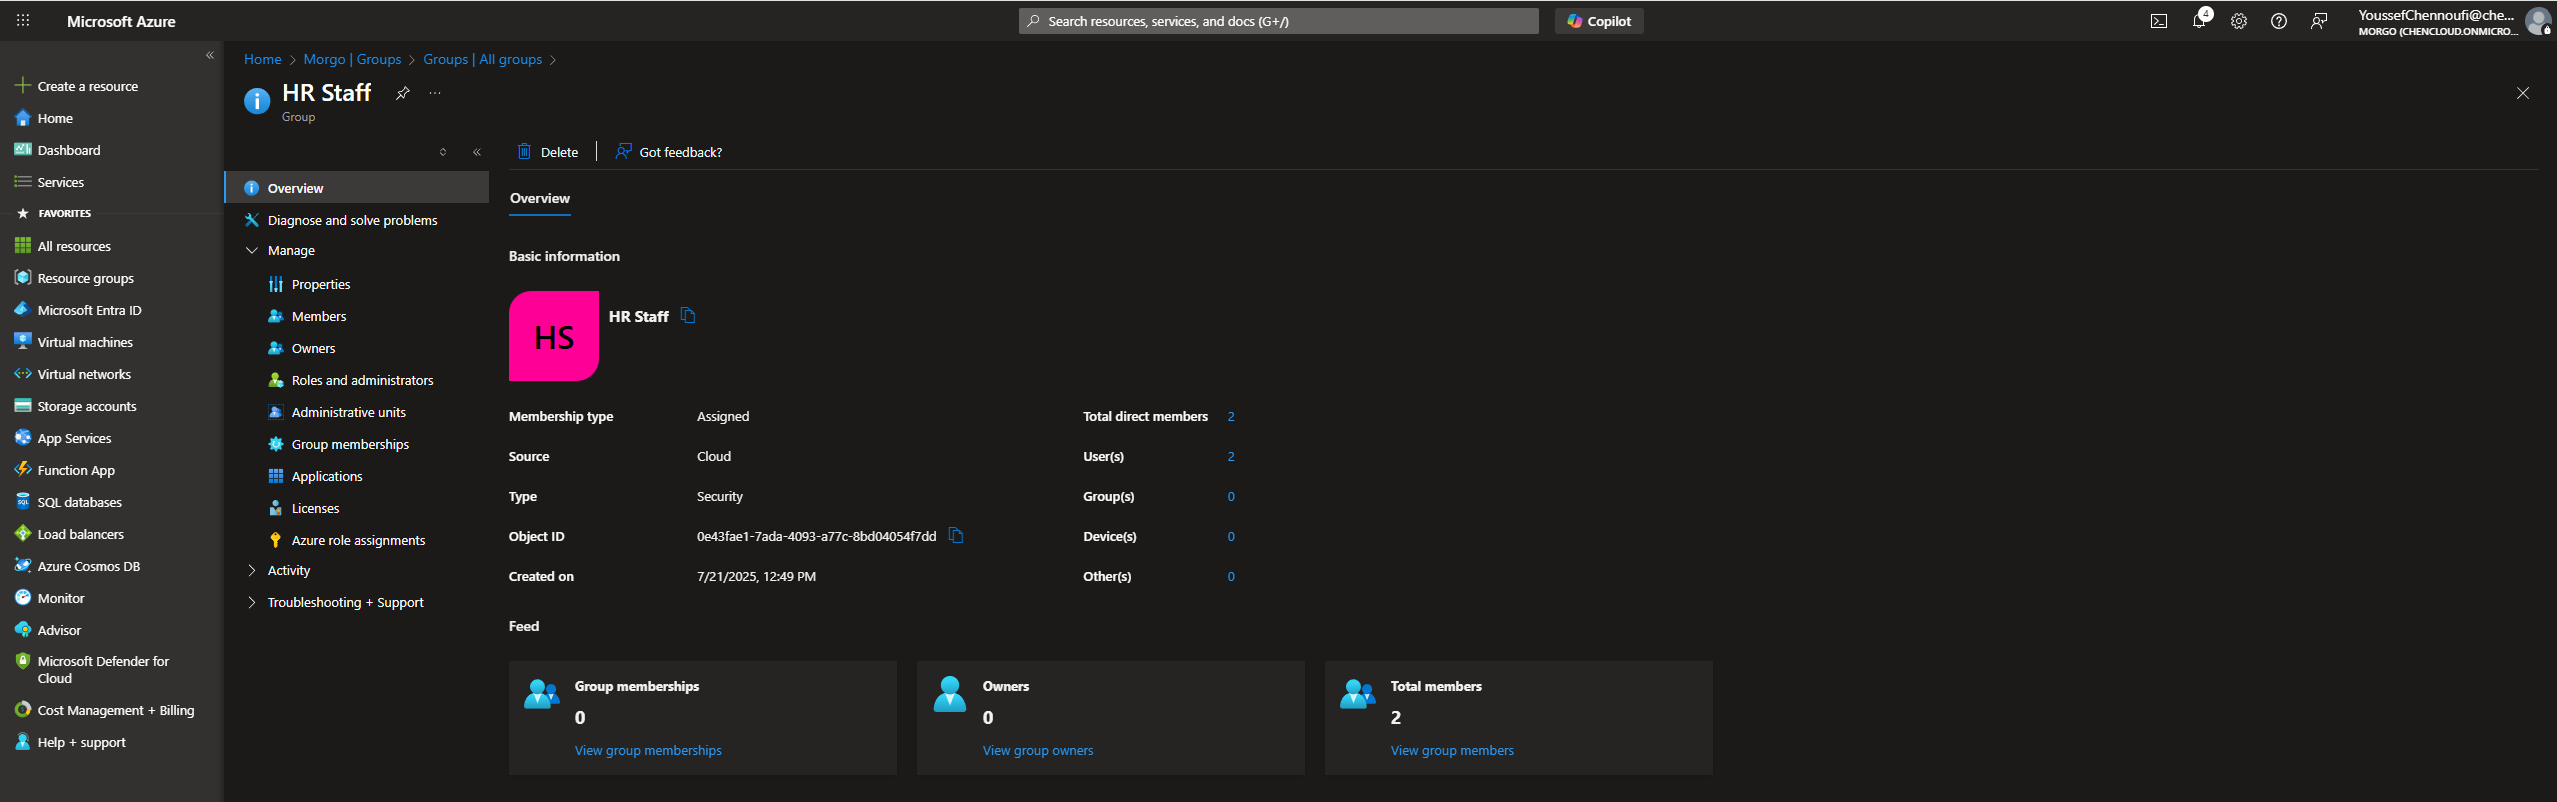 Microsoft Azure
Search resources, services, and docs (G+/)
Copilot
4
YoussefChennoufi@che...
MORGO (CHENCLOUD.ONMICRO...
Create a resource
Home
Dashboard
Services
FAVORITES
All resources
Resource groups
Microsoft Entra ID
Virtual machines
Virtual networks
Storage accounts
App Services
Function App
SQL databases
Load balancers
Azure Cosmos DB
Monitor
Advisor
Microsoft Defender for
Cloud
Cost Management + Billing
Help + support
Home > Morgo | Groups > Groups | All groups >
HR Staff
Group
Overview
Diagnose and solve problems
Manage
Properties
Members
Owners
Roles and administrators
Administrative units
Group memberships
Applications
Licenses
Azure role assignments
Activity
Troubleshooting + Support
Delete
Got feedback?
Overview
Basic information
HS
HR Staff
Membership type Assigned
Source Cloud
Type Security
Object ID 0e43fae1-7ada-4093-a77c-8bd04054f7dd
Created on 7/21/2025, 12:49 PM
Total direct members 2
User(s) 2
Group(s) 0
Device(s) 0
Other(s) 0
Feed
Group memberships
0
View group memberships
Owners
0
View group owners
Total members
2
View group members